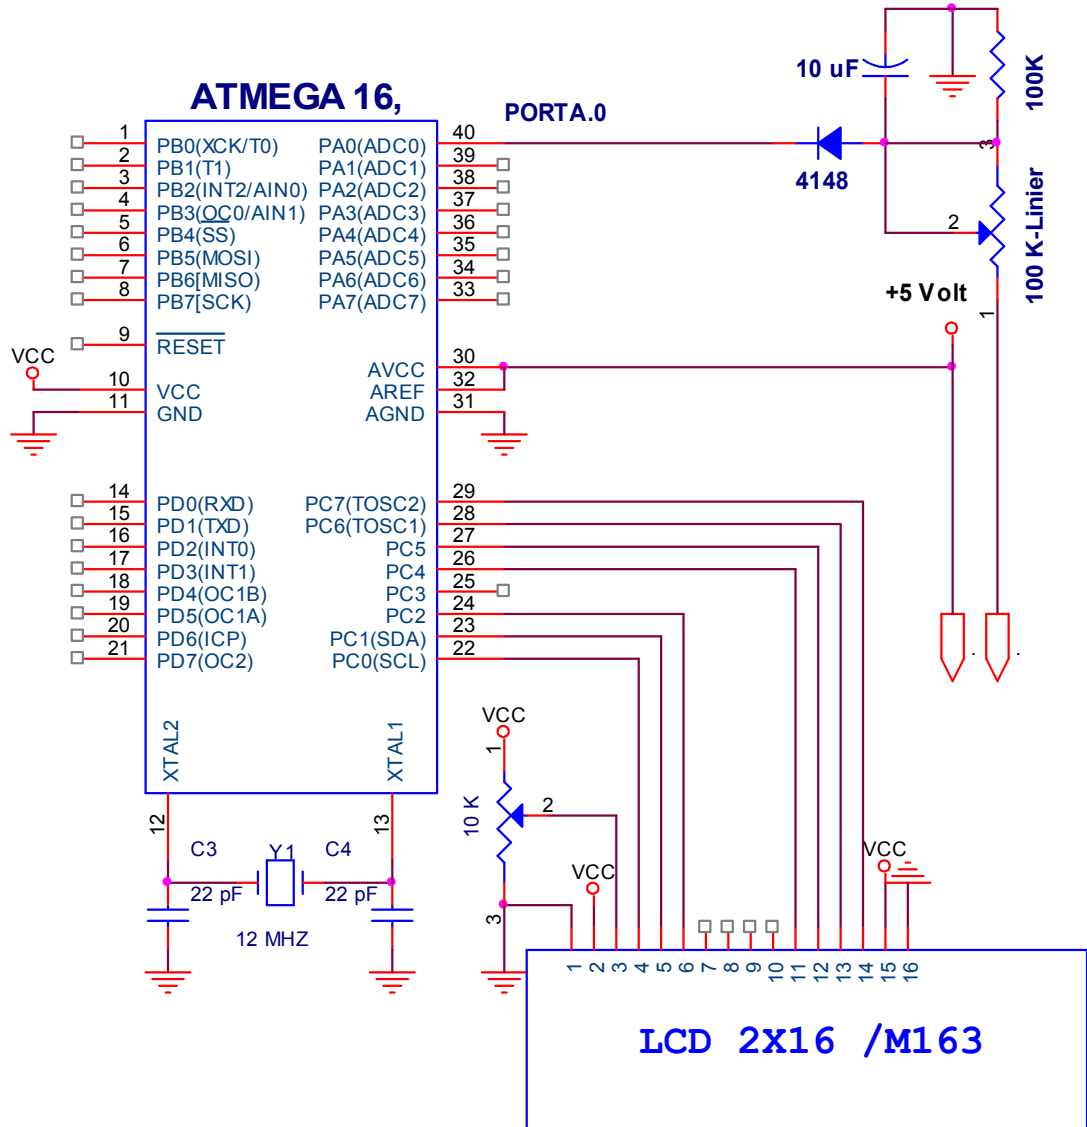 ATMEGA 16,
PORTA.0
10 uF
100K
4148
3
2
100 K-Linier
1
+5 Volt
1 PB0(XCK/T0) PA0(ADC0) 40
2 PB1(T1) PA1(ADC1) 39
3 PB2(INT2/AIN0) PA2(ADC2) 38
4 PB3(OC0/AIN1) PA3(ADC3) 37
5 PB4(SS) PA4(ADC4) 36
6 PB5(MOSI) PA5(ADC5) 35
7 PB6[MISO) PA6(ADC6) 34
8 PB7[SCK) PA7(ADC7) 33
9 RESET
VCC
AVCC 30
10 VCC AREF 32
11 GND AGND 31
14 PD0(RXD) PC7(TOSC2) 29
15 PD1(TXD) PC6(TOSC1) 28
16 PD2(INT0) PC5 27
17 PD3(INT1) PC4 26
18 PD4(OC1B) PC3 25
19 PD5(OC1A) PC2 24
20 PD6(ICP) PC1(SDA) 23
21 PD7(OC2) PC0(SCL) 22
. .
XTAL2 XTAL1
12 13
C3 Y1 C4
22 pF 22 pF
12 MHZ
VCC
1
10 K
2
3
VCC
VCC
1 2 3 4 5 6 7 8 9 10 11 12 13 14 15 16
LCD 2X16 /M163